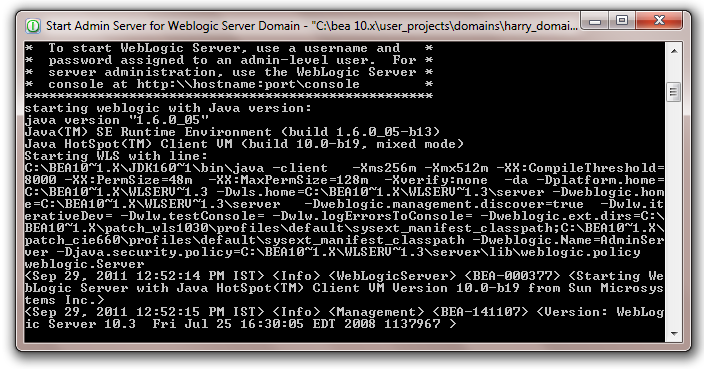 Start Admin Server for Weblogic Server Domain - "C:\bea 10.x\user_projects\domains\harry_domai...
*  To start WebLogic Server, use a username and   *
*  password assigned to an admin-level user.  For *
*  server administration, use the WebLogic Server *
*  console at http:\\hostname:port\console        *
***************************************************
starting weblogic with Java version:
java version "1.6.0_05"
Java(TM) SE Runtime Environment (build 1.6.0_05-b13)
Java HotSpot(TM) Client VM (build 10.0-b19, mixed mode)
Starting WLS with line:
C:\BEA10~1.X\JDK160~1\bin\java -client   -Xms256m -Xmx512m -XX:CompileThreshold=
8000 -XX:PermSize=48m  -XX:MaxPermSize=128m  -Xverify:none  -da -Dplatform.home=
C:\BEA10~1.X\WLSERV~1.3 -Dwls.home=C:\BEA10~1.X\WLSERV~1.3\server -Dweblogic.hom
e=C:\BEA10~1.X\WLSERV~1.3\server   -Dweblogic.management.discover=true  -Dwlw.it
erativeDev= -Dwlw.testConsole= -Dwlw.logErrorsToConsole= -Dweblogic.ext.dirs=C:\
BEA10~1.X\patch_wls1030\profiles\default\sysext_manifest_classpath;C:\BEA10~1.X\
patch_cie660\profiles\default\sysext_manifest_classpath -Dweblogic.Name=AdminSer
ver -Djava.security.policy=C:\BEA10~1.X\WLSERV~1.3\server\lib\weblogic.policy
weblogic.Server
<Sep 29, 2011 12:52:14 PM IST> <Info> <WebLogicServer> <BEA-000377> <Starting We
bLogic Server with Java HotSpot(TM) Client VM Version 10.0-b19 from Sun Microsys
tems Inc.>
<Sep 29, 2011 12:52:15 PM IST> <Info> <Management> <BEA-141107> <Version: WebLog
ic Server 10.3  Fri Jul 25 16:30:05 EDT 2008 1137967 >